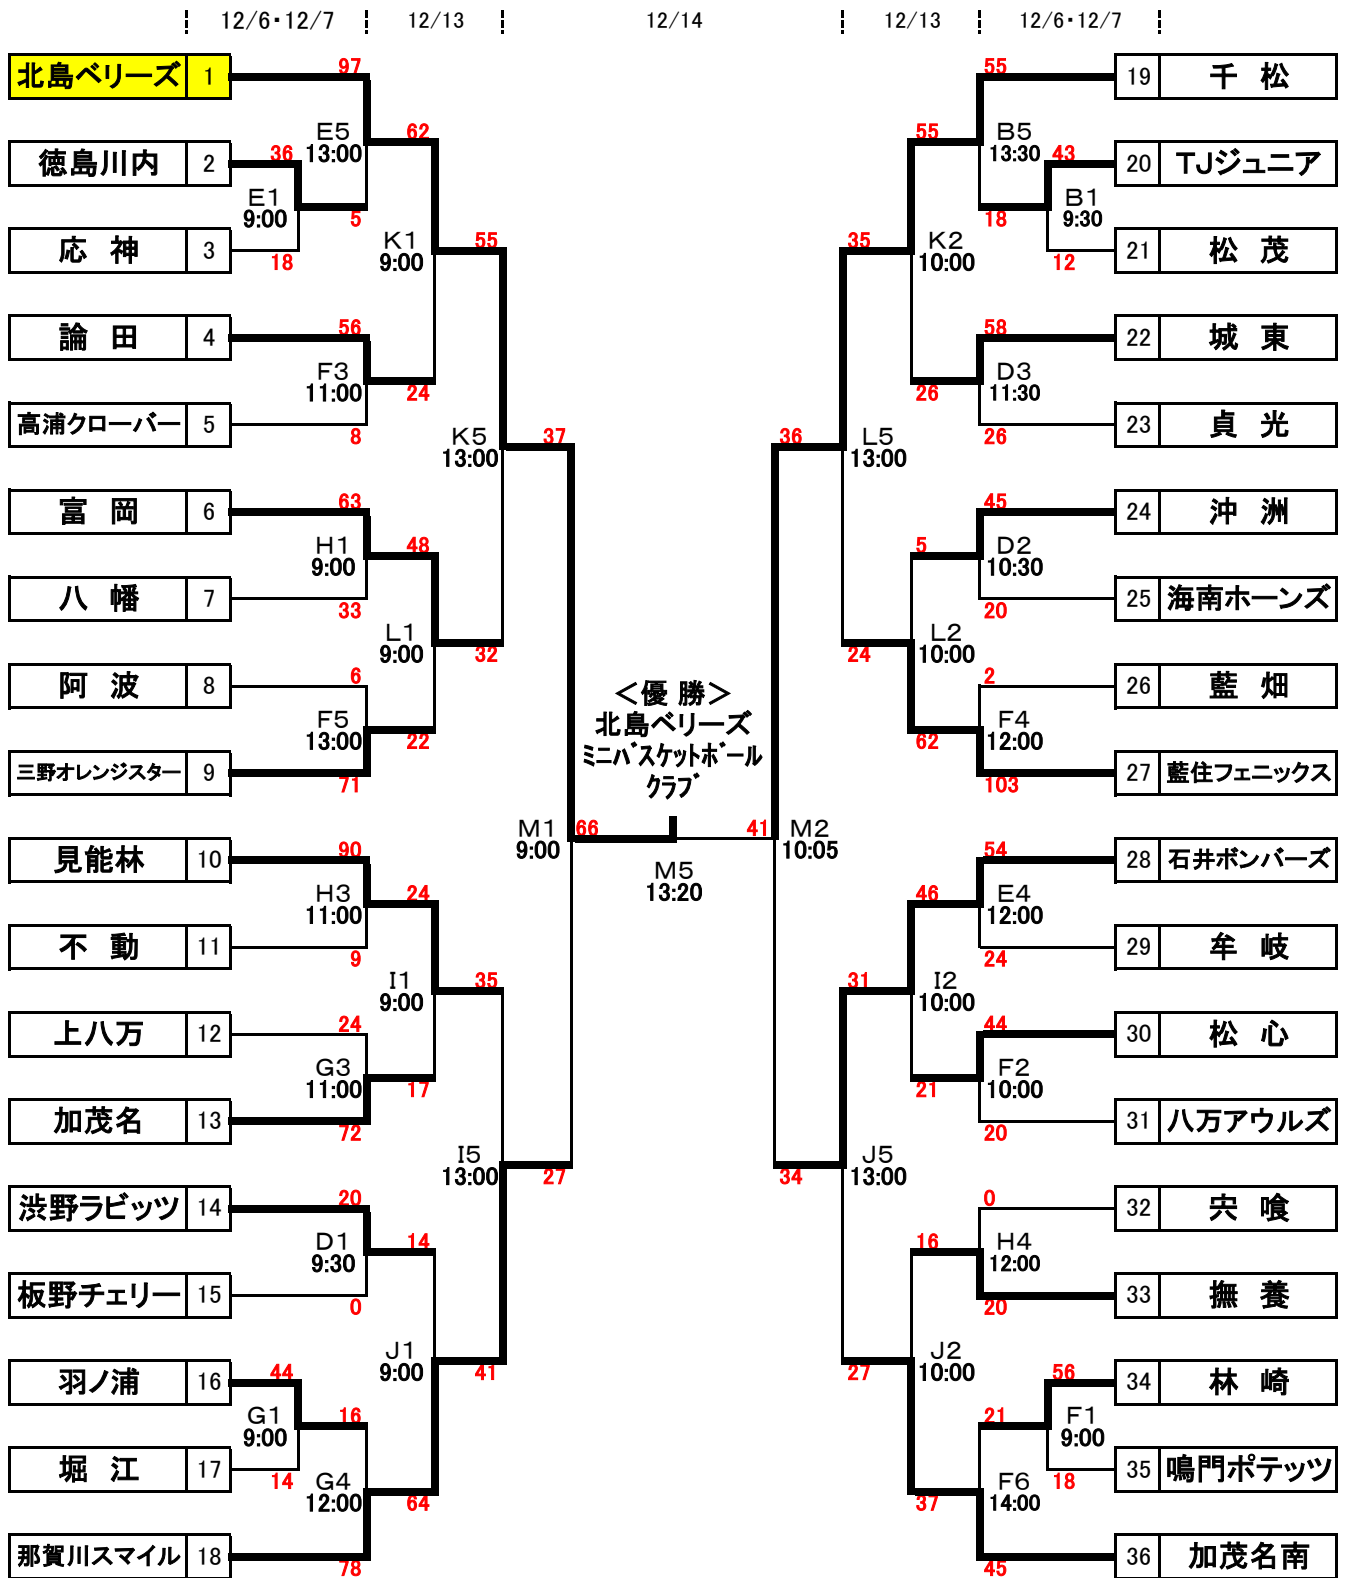 12/6・12/7
12/13
12/14
12/13
12/6・12/7
北島ベリーズ 1
徳島川内 2
応神 3
論田 4
高浦クローバー 5
富岡 6
八幡 7
阿波 8
三野オレンジスター 9
見能林 10
不動 11
上八万 12
加茂名 13
渋野ラビッツ 14
板野チェリー 15
羽ノ浦 16
堀江 17
那賀川スマイル 18
97
E5
13:00
36
E1
9:00
5
18
56
F3
11:00
8
63
H1
9:00
33
6
F5
13:00
71
90
H3
11:00
9
24
G3
11:00
72
20
D1
9:30
0
44
G1
9:00
16
14
G4
12:00
78
62
K1
9:00
24
48
L1
9:00
22
24
I1
9:00
17
14
J1
9:00
64
55
K5
13:00
32
35
I5
13:00
41
37
M1
9:00
27
＜優勝＞
北島ベリーズ
ミニバスケットボール
クラブ
66
41
M5
13:20
36
M2
10:05
34
35
L5
13:00
24
31
J5
13:00
27
55
K2
10:00
26
5
L2
10:00
62
46
I2
10:00
21
16
J2
10:00
37
55
B5
13:30
43
B1
9:30
18
12
58
D3
11:30
26
45
D2
10:30
20
2
F4
12:00
103
54
E4
12:00
24
44
F2
10:00
20
0
H4
12:00
20
56
F1
9:00
21
18
F6
14:00
45
19 千松
20 TJジュニア
21 松茂
22 城東
23 貞光
24 沖洲
25 海南ホーンズ
26 藍畑
27 藍住フェニックス
28 石井ボンバーズ
29 牟岐
30 松心
31 八万アウルズ
32 宍喰
33 撫養
34 林崎
35 鳴門ポテッツ
36 加茂名南